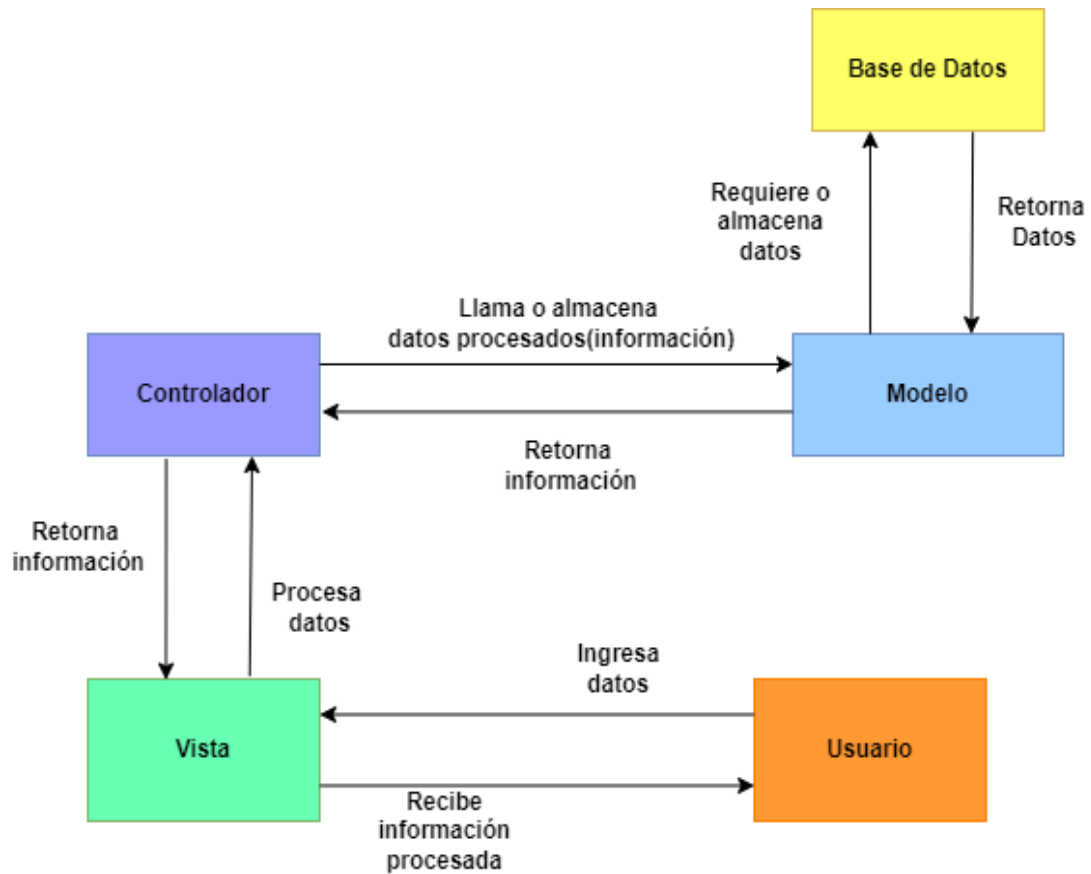 Base de Datos
Requiere o
almacena
datos
Retorna
Datos
Llama o almacena
datos procesados(información)
Controlador
Modelo
Retorna
información
Retorna
información
Procesa
datos
Ingresa
datos
Vista
Usuario
Recibe
información
procesada